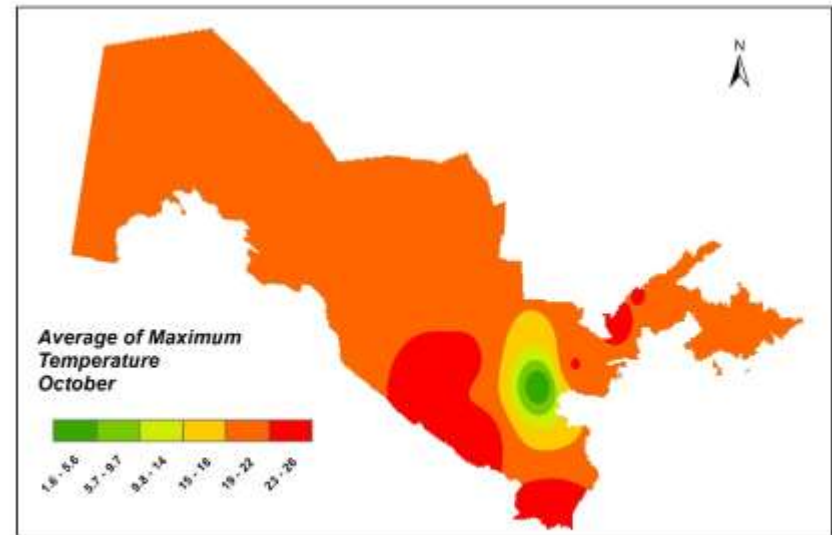 N
Average of Maximum
Temperature
October
1.6 - 5.6
5.7 - 9.7
9.8 - 14
15 - 18
19 - 22
23 - 26